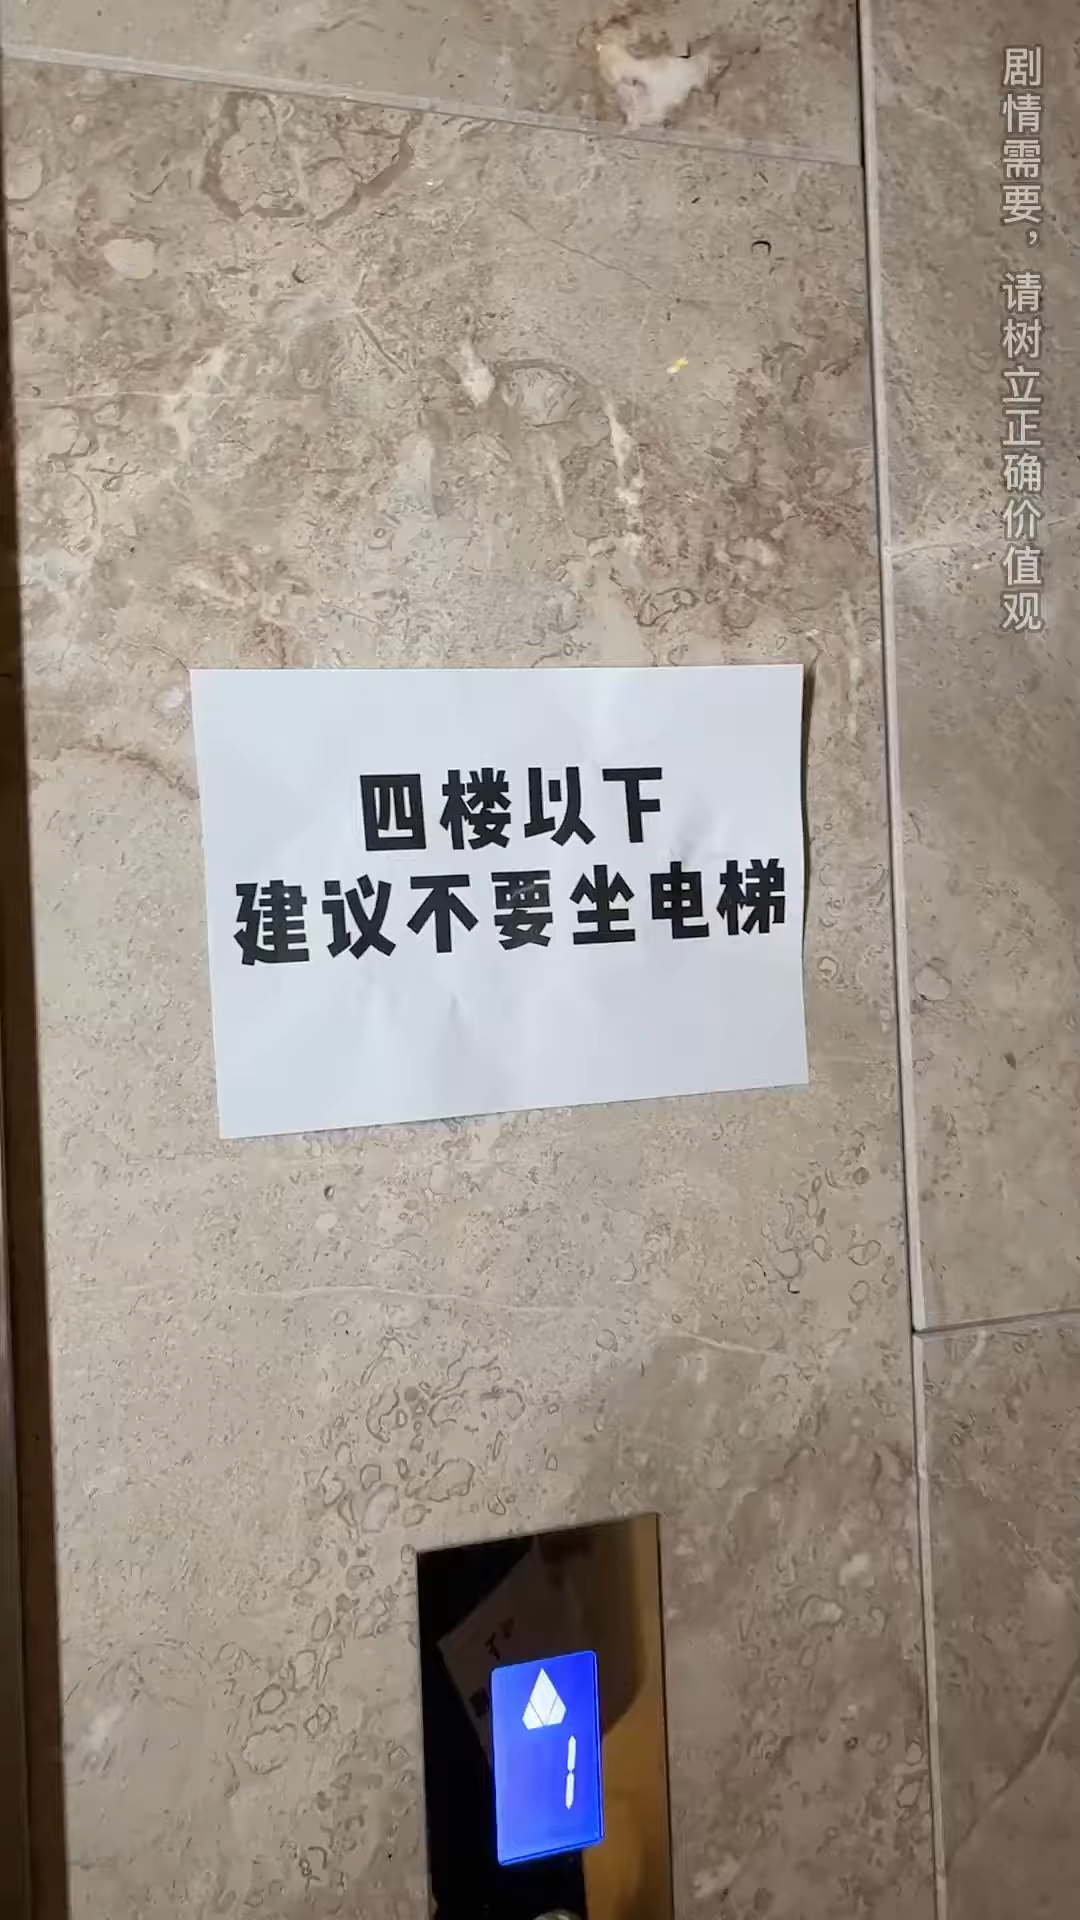 剧情需要，请树立正确价值观
四楼以下
建议不要坐电梯
1